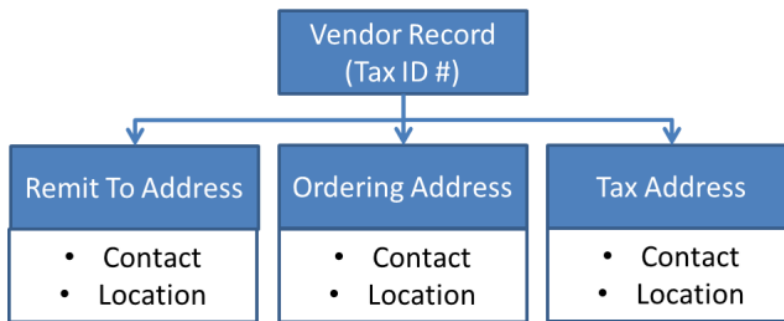 Vendor Record
(Tax ID #)
Remit To Address
• Contact
• Location
Ordering Address
• Contact
• Location
Tax Address
• Contact
• Location